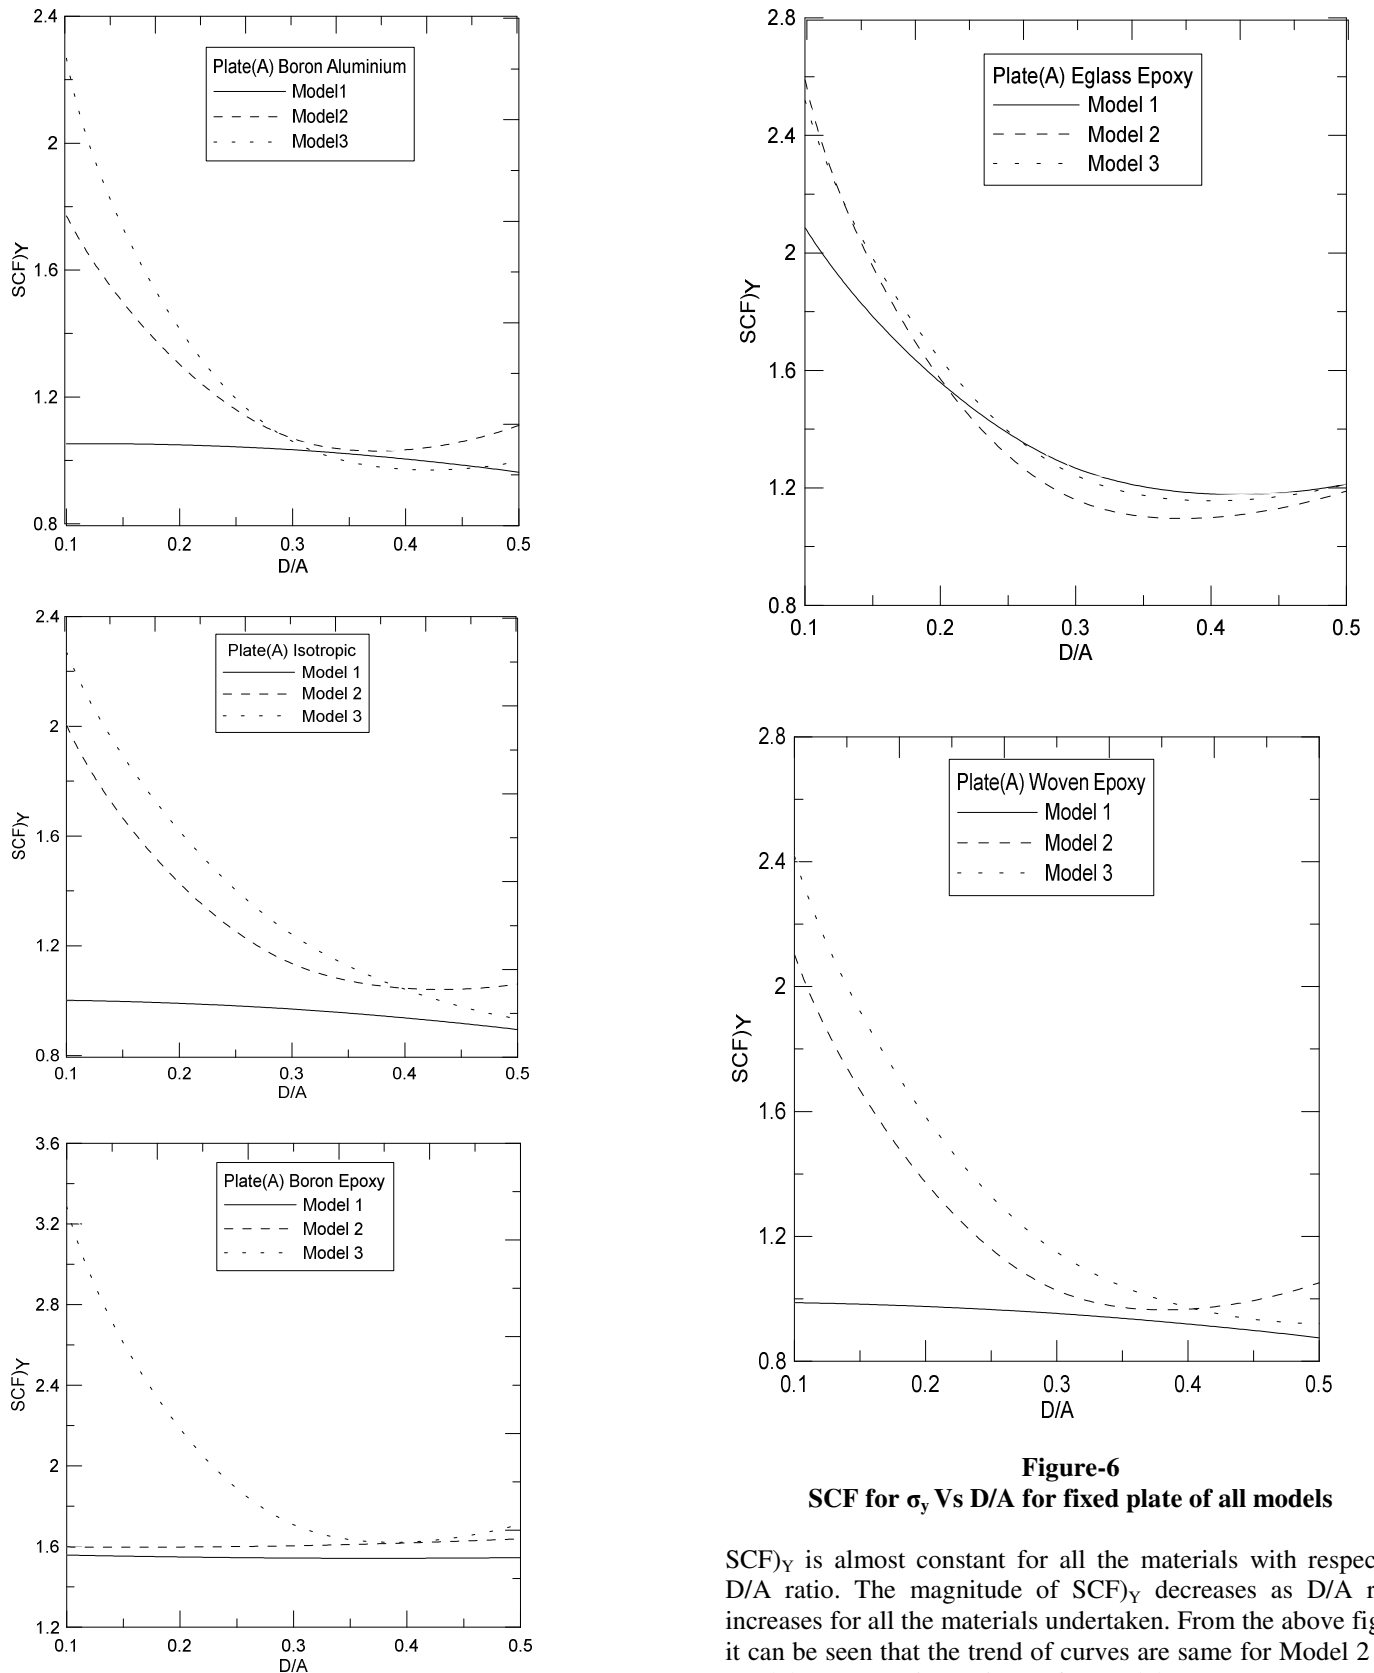 2.4
2
1.6
1.2
0.8
SCF)Y
Plate(A) Boron Aluminium
Model1
Model2
Model3
0.1 0.2 0.3 0.4 0.5
D/A
2.4
2
1.6
1.2
0.8
SCF)Y
Plate(A) Isotropic
Model 1
Model 2
Model 3
0.1 0.2 0.3 0.4 0.5
D/A
3.6
3.2
2.8
2.4
2
1.6
1.2
SCF)Y
Plate(A) Boron Epoxy
Model 1
Model 2
Model 3
0.1 0.2 0.3 0.4 0.5
D/A
2.8
2.4
2
1.6
1.2
0.8
SCF)Y
Plate(A) Eglass Epoxy
Model 1
Model 2
Model 3
0.1 0.2 0.3 0.4 0.5
D/A
2.8
2.4
2
1.6
1.2
0.8
SCF)Y
Plate(A) Woven Epoxy
Model 1
Model 2
Model 3
0.1 0.2 0.3 0.4 0.5
D/A
Figure-6
SCF for σy Vs D/A for fixed plate of all models
SCF)Y is almost constant for all the materials with respec
D/A ratio. The magnitude of SCF)Y decreases as D/A r
increases for all the materials undertaken. From the above fig
it can be seen that the trend of curves are same for Model 2